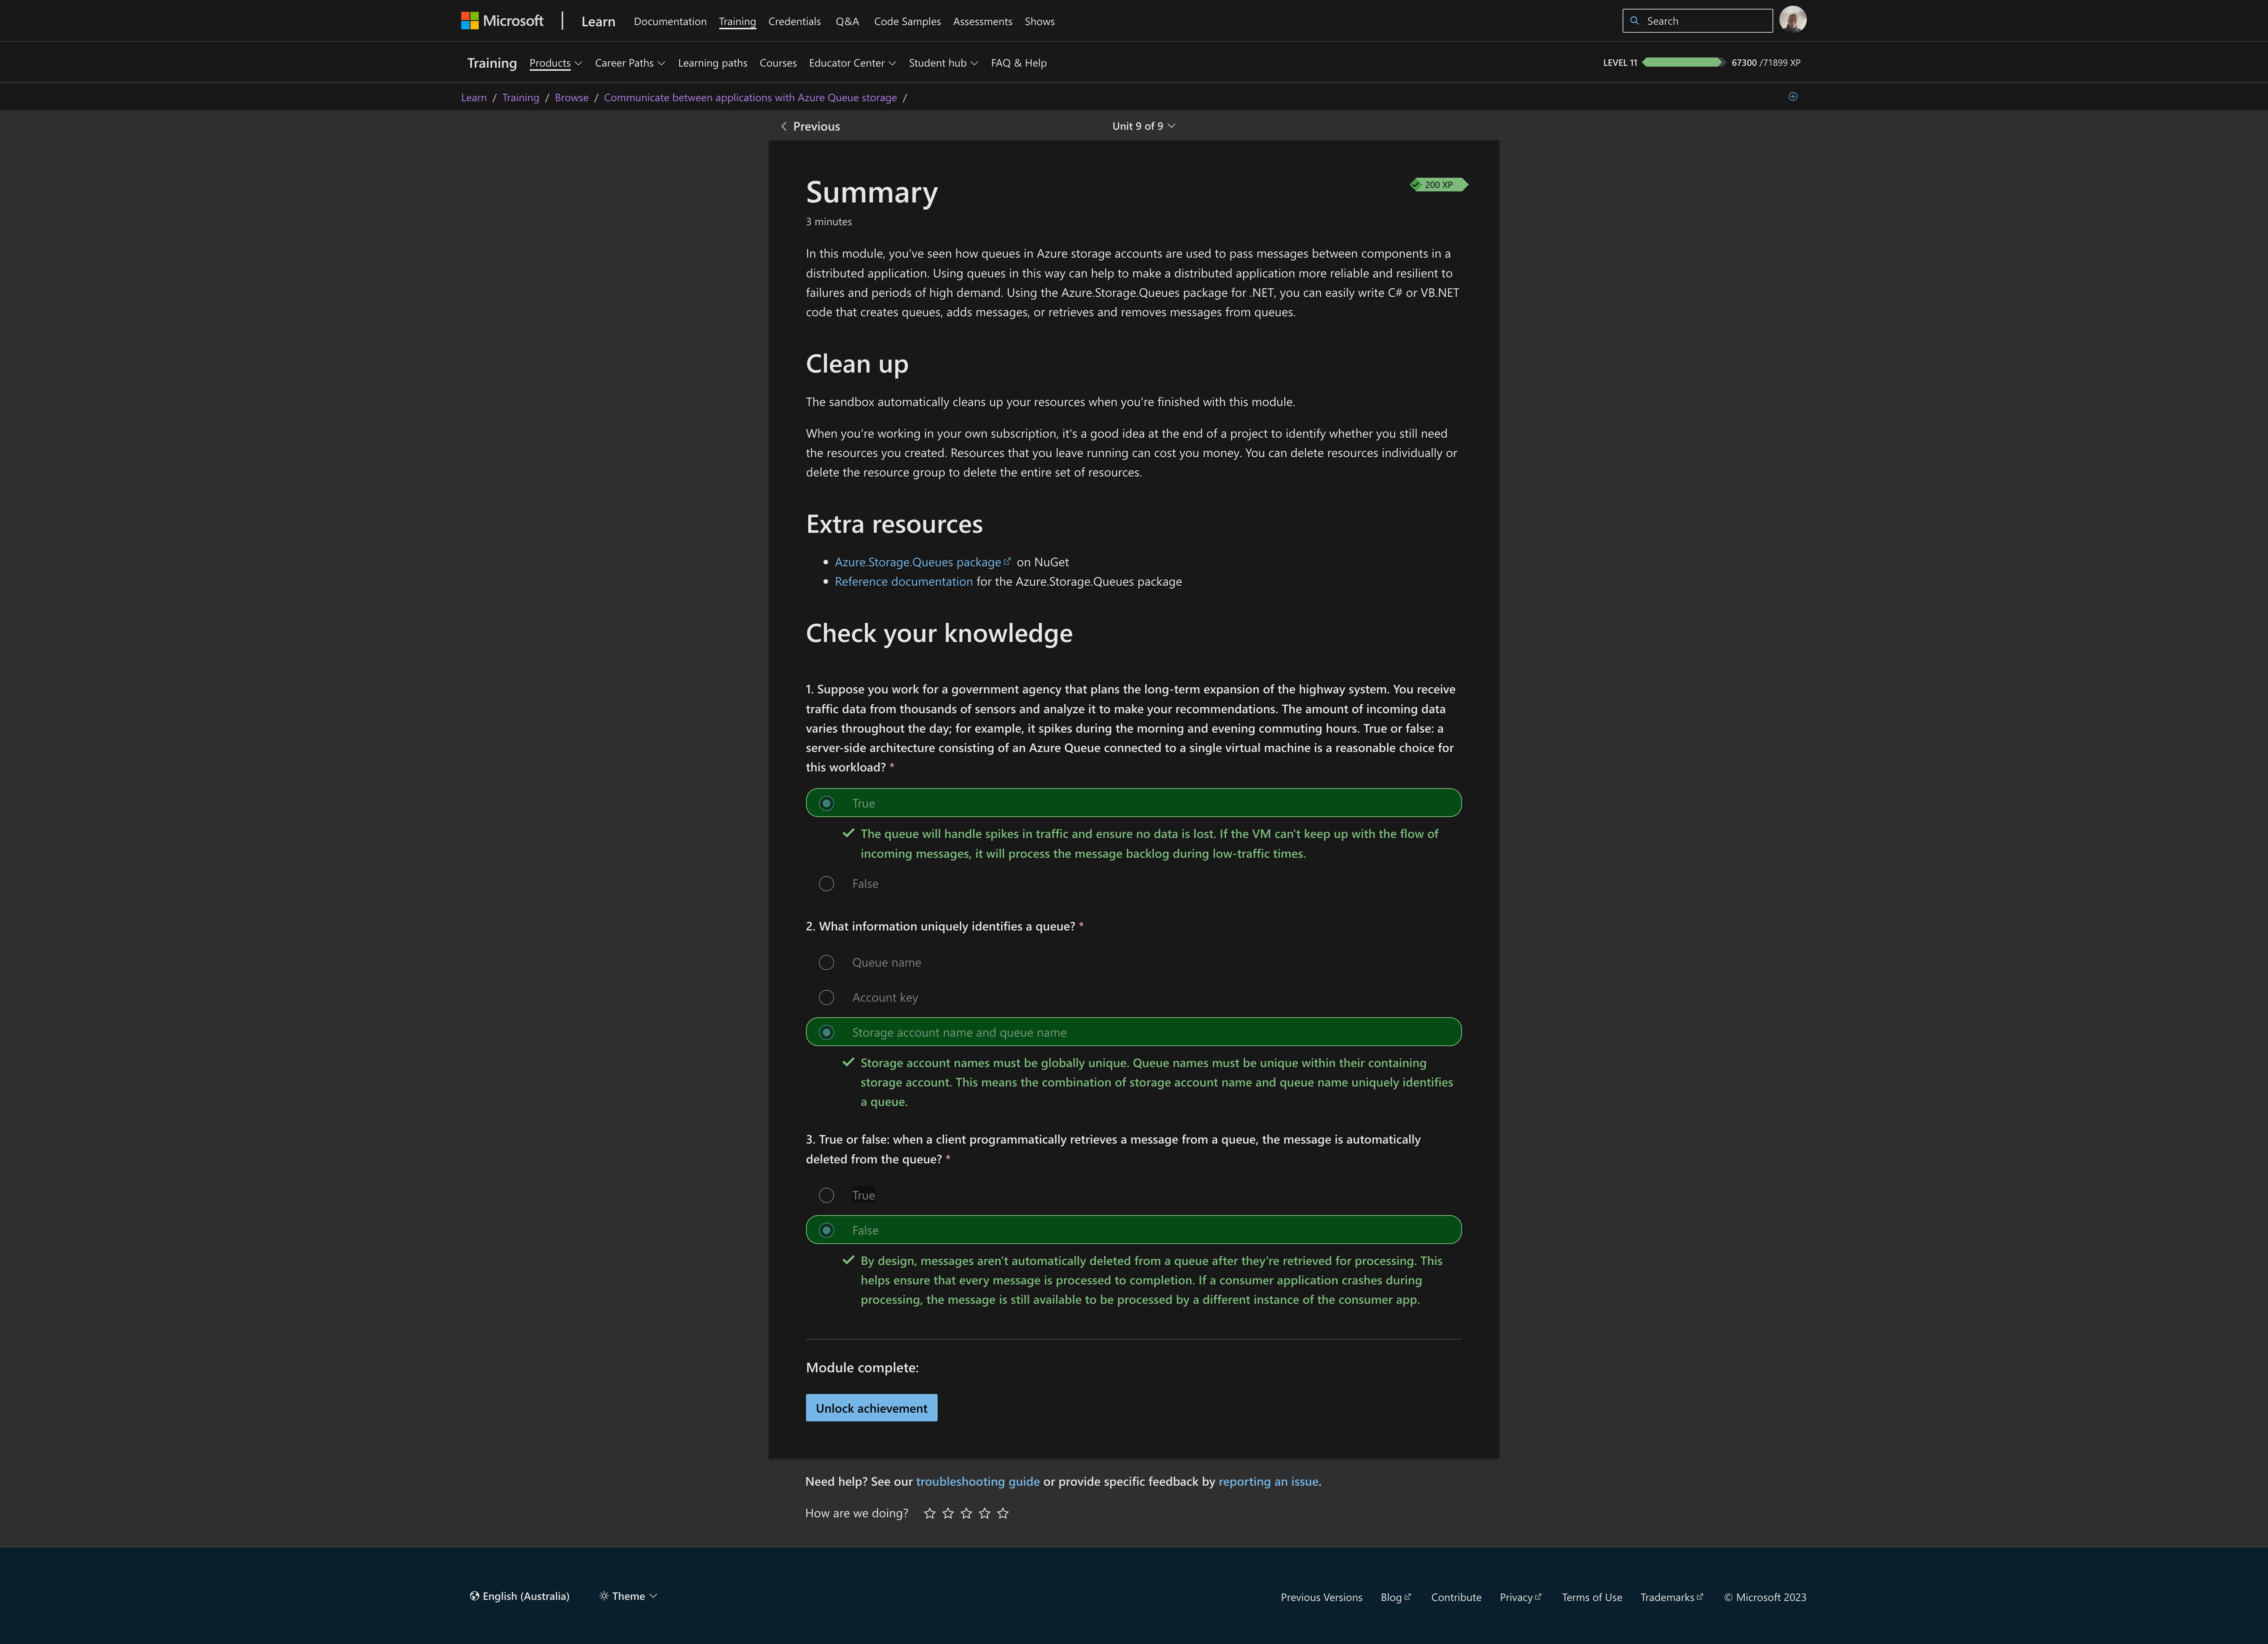 Microsoft Learn Documentation Training Credentials Q&A Code Samples Assessments Shows Search
Training Products Career Paths Learning paths Courses Educator Center Student hub FAQ & Help LEVEL 11 67300 /71899 XP
Learn / Training / Browse / Communicate between applications with Azure Queue storage /
Previous Unit 9 of 9
Summary
200 XP
3 minutes
In this module, you've seen how queues in Azure storage accounts are used to pass messages between components in a
distributed application. Using queues in this way can help to make a distributed application more reliable and resilient to
failures and periods of high demand. Using the Azure.Storage.Queues package for .NET, you can easily write C# or VB.NET
code that creates queues, adds messages, or retrieves and removes messages from queues.
Clean up
The sandbox automatically cleans up your resources when you're finished with this module.
When you're working in your own subscription, it's a good idea at the end of a project to identify whether you still need
the resources you created. Resources that you leave running can cost you money. You can delete resources individually or
delete the resource group to delete the entire set of resources.
Extra resources
• Azure.Storage.Queues package on NuGet
• Reference documentation for the Azure.Storage.Queues package
Check your knowledge
1. Suppose you work for a government agency that plans the long-term expansion of the highway system. You receive
traffic data from thousands of sensors and analyze it to make your recommendations. The amount of incoming data
varies throughout the day; for example, it spikes during the morning and evening commuting hours. True or false: a
server-side architecture consisting of an Azure Queue connected to a single virtual machine is a reasonable choice for
this workload? *
True
The queue will handle spikes in traffic and ensure no data is lost. If the VM can't keep up with the flow of
incoming messages, it will process the message backlog during low-traffic times.
False
2. What information uniquely identifies a queue? *
Queue name
Account key
Storage account name and queue name
Storage account names must be globally unique. Queue names must be unique within their containing
storage account. This means the combination of storage account name and queue name uniquely identifies
a queue.
3. True or false: when a client programmatically retrieves a message from a queue, the message is automatically
deleted from the queue? *
True
False
By design, messages aren't automatically deleted from a queue after they're retrieved for processing. This
helps ensure that every message is processed to completion. If a consumer application crashes during
processing, the message is still available to be processed by a different instance of the consumer app.
Module complete:
Unlock achievement
Need help? See our troubleshooting guide or provide specific feedback by reporting an issue.
How are we doing?
English (Australia) Theme Previous Versions Blog Contribute Privacy Terms of Use Trademarks © Microsoft 2023